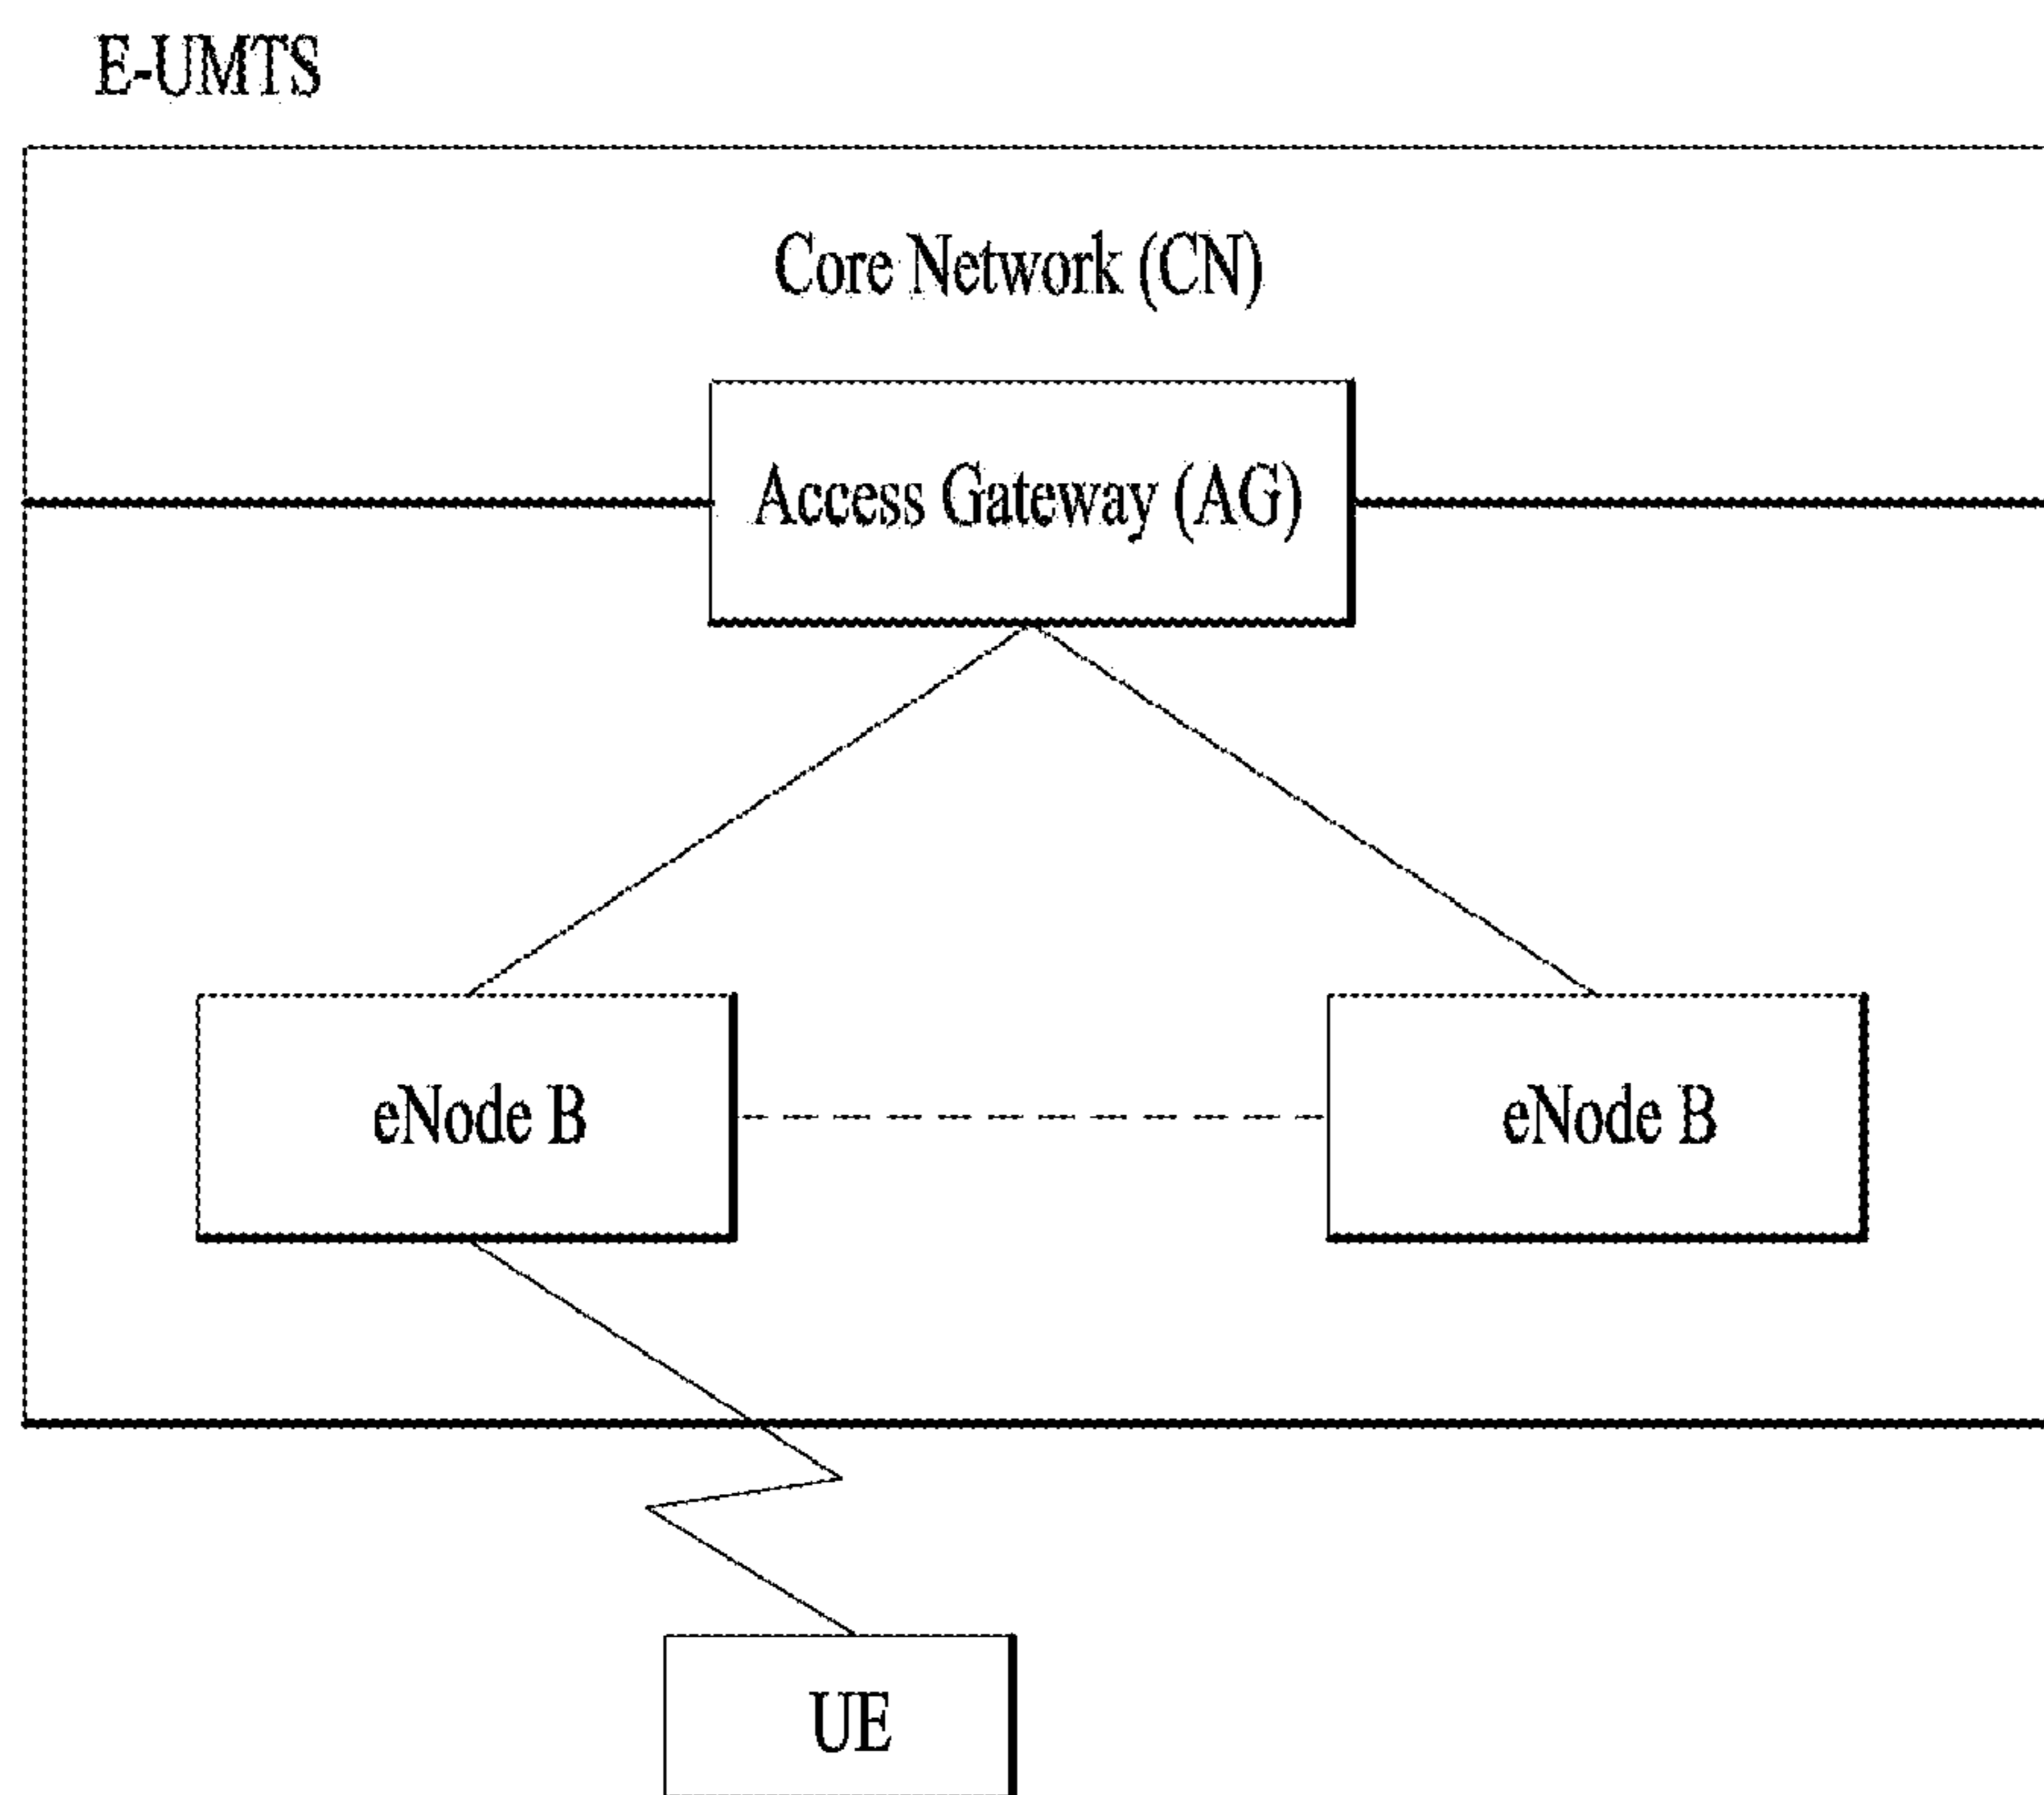 E-UMTS
Core Network (CN)
Access Gateway (AG)
eNode B
eNode B
UE